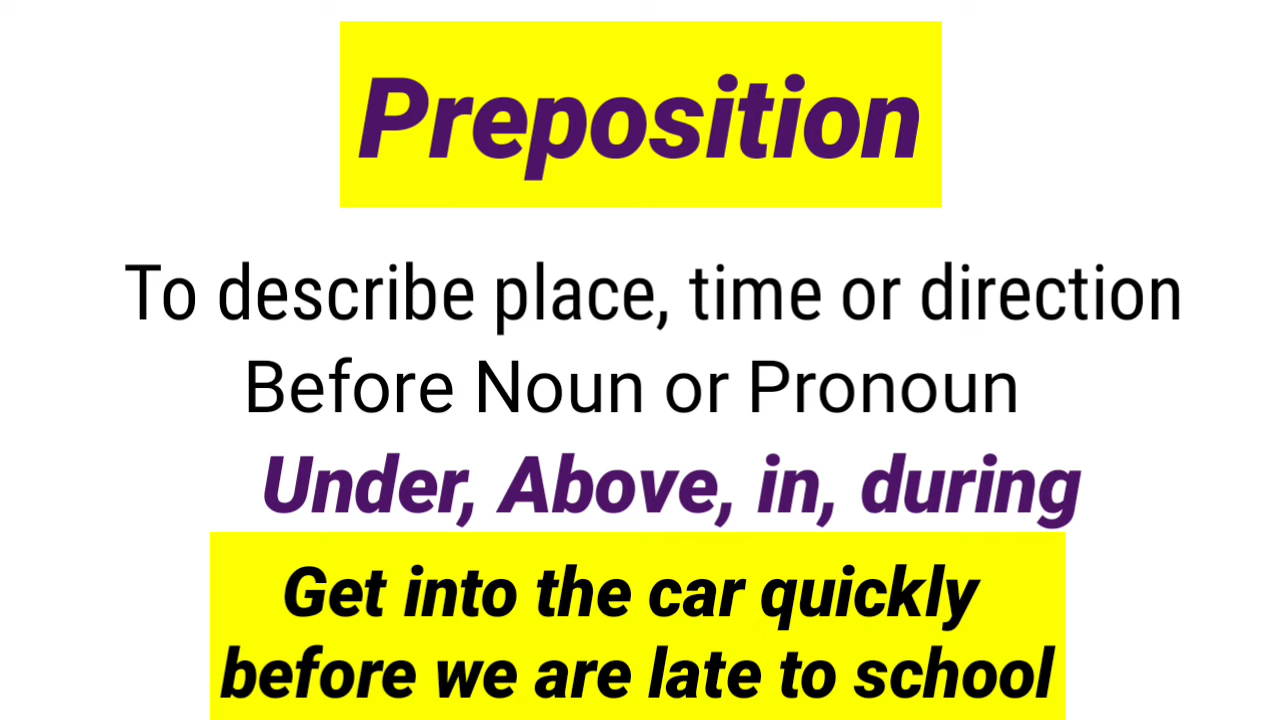 Preposition
To describe place, time or direction
Before Noun or Pronoun
Under, Above, in, during
Get into the car quickly
before we are late to school